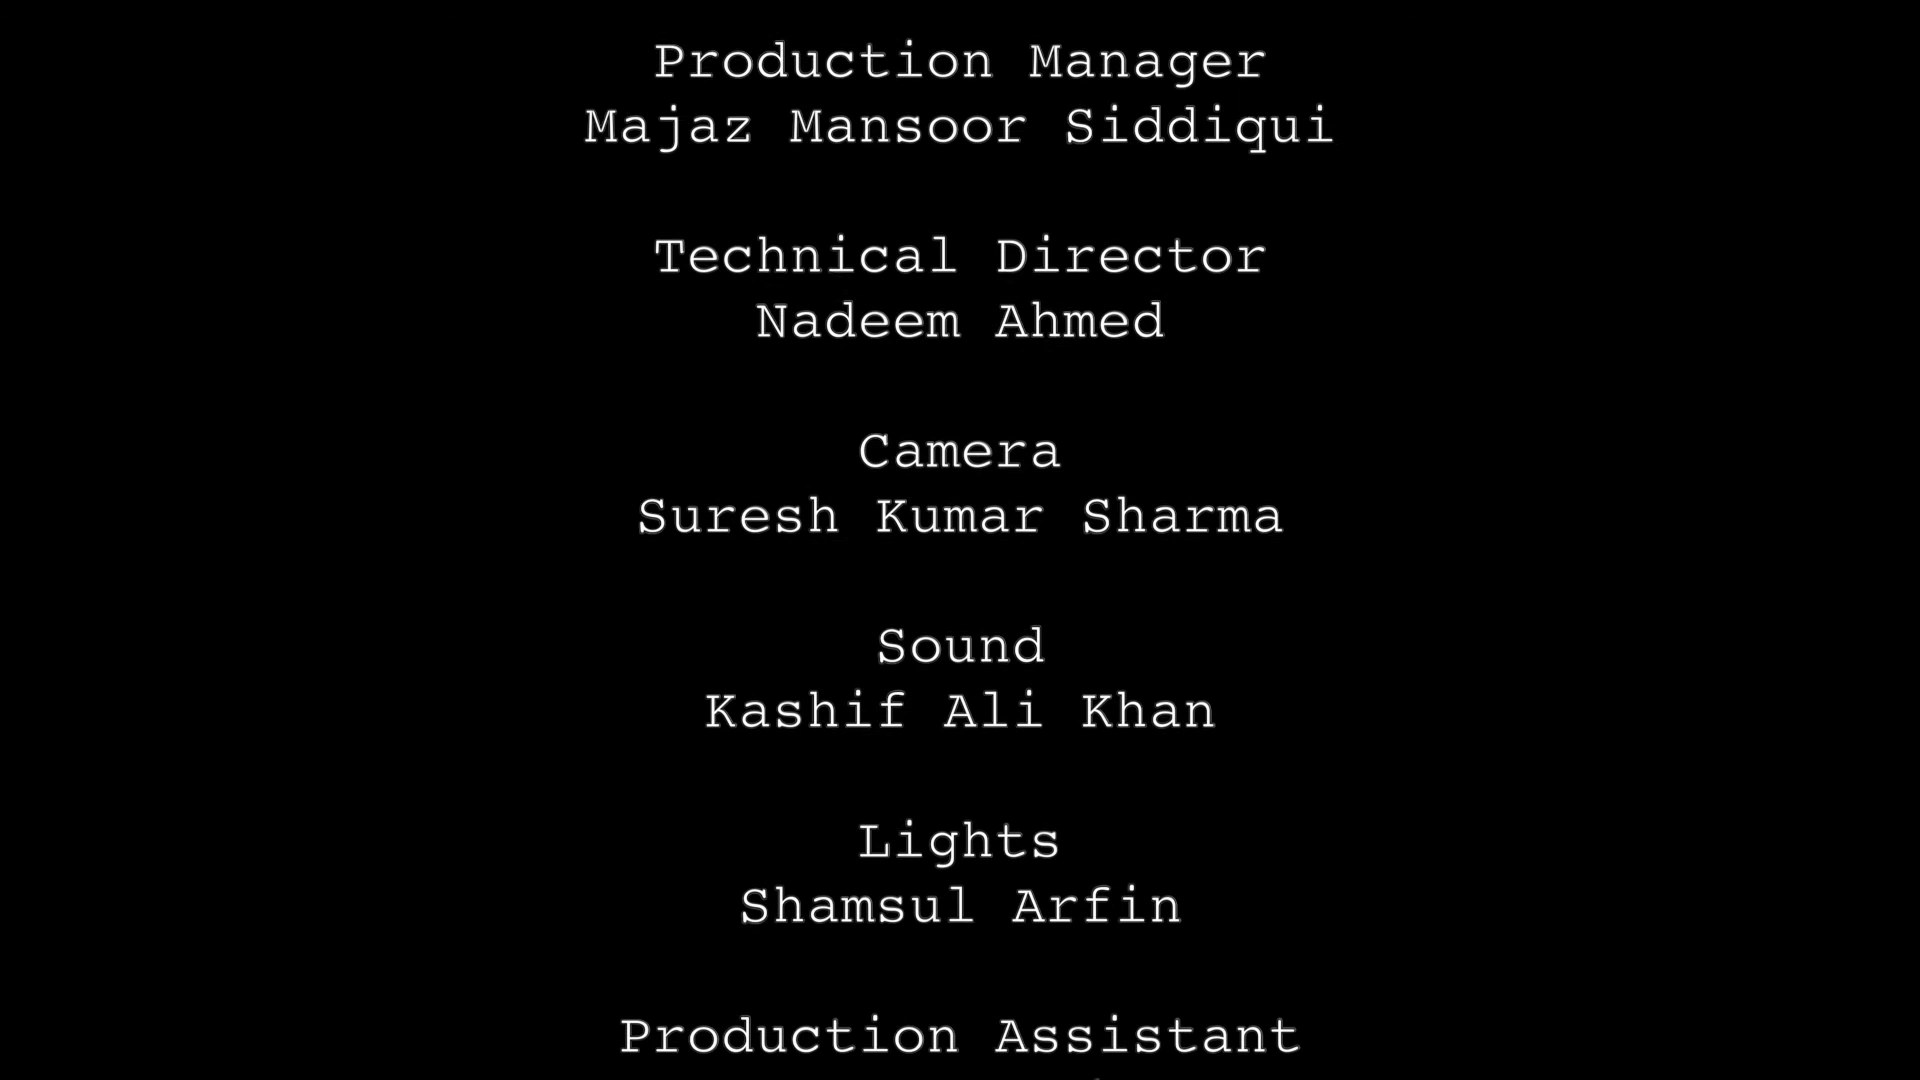 Production Manager
Majaz Mansoor Siddiqui
Technical Director
Nadeem Ahmed
Camera
Suresh Kumar Sharma
Sound
Kashif Ali Khan
Lights
Shamsul Arfin
Production Assistant